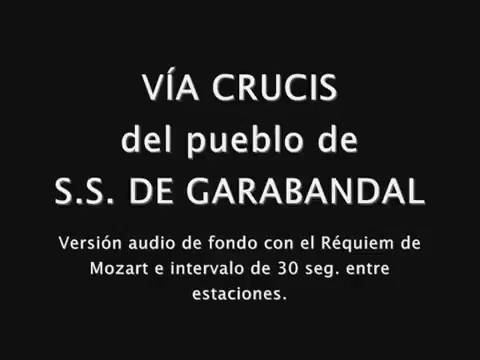 VÍA CRUCIS
del pueblo de
S.S. DE GARABANDAL
Versión audio de fondo con el Réquiem de
Mozart e intervalo de 30 seg. entre
estaciones.